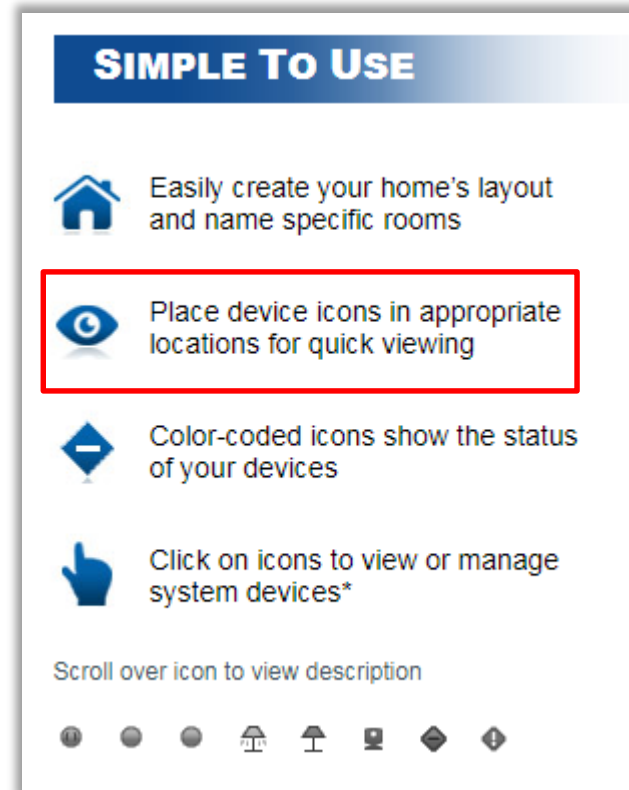 SIMPLE TO USE
Easily create your home's layout
and name specific rooms
Place device icons in appropriate
locations for quick viewing
Color-coded icons show the status
of your devices
Click on icons to view or manage
system devices*
Scroll over icon to view description